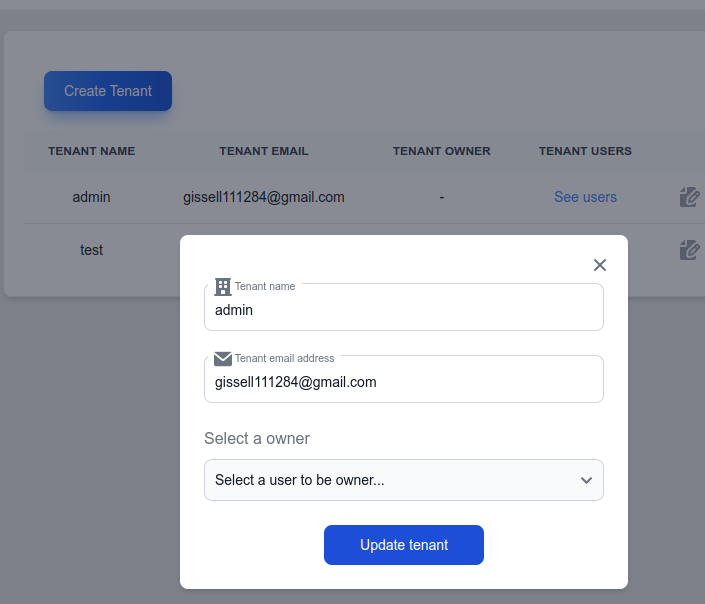 Create Tenant
TENANT NAME TENANT EMAIL TENANT OWNER TENANT USERS
admin gissell111284@gmail.com - See users
test
Tenant name
admin
Tenant email address
gissell111284@gmail.com
Select a owner
Select a user to be owner...
Update tenant